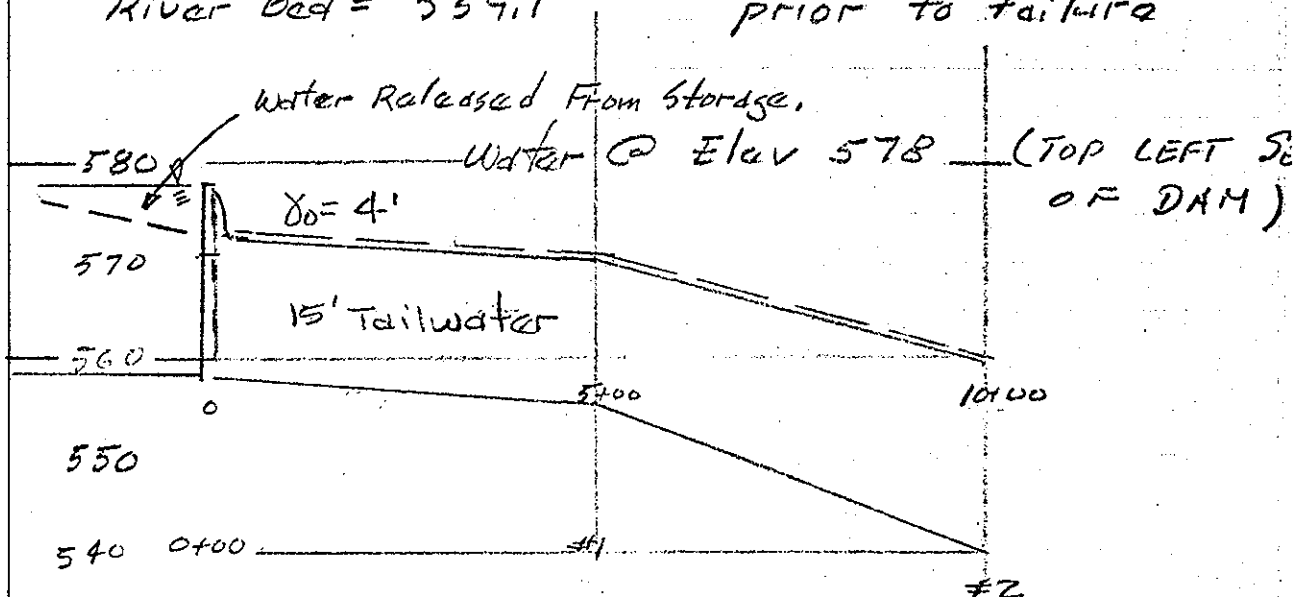 River Bed = 559.1 prior to failure
Water Released From Storage.
580 Water @ Elev 578 (TOP LEFT
OF DAM)
γ0 = 4'
570
15' Tailwater
560
0 5+00 10+00
550
540 0+00 #1
#2